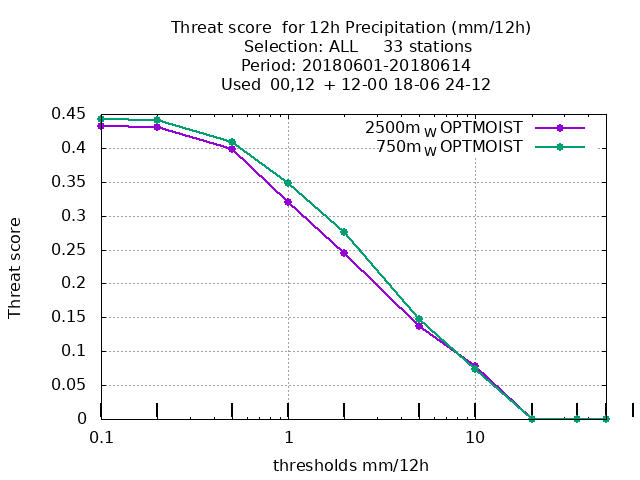 Threat score  for 12h Precipitation (mm/12h)
Selection: ALL     33 stations
Period: 20180601-20180614
Used  00,12  + 12-00 18-06 24-12
2500m W OPTMOIST
750m W OPTMOIST
0.45
0.4
0.35
0.3
0.25
0.2
0.15
0.1
0.05
0
Threat score
0.1
1
10
thresholds mm/12h